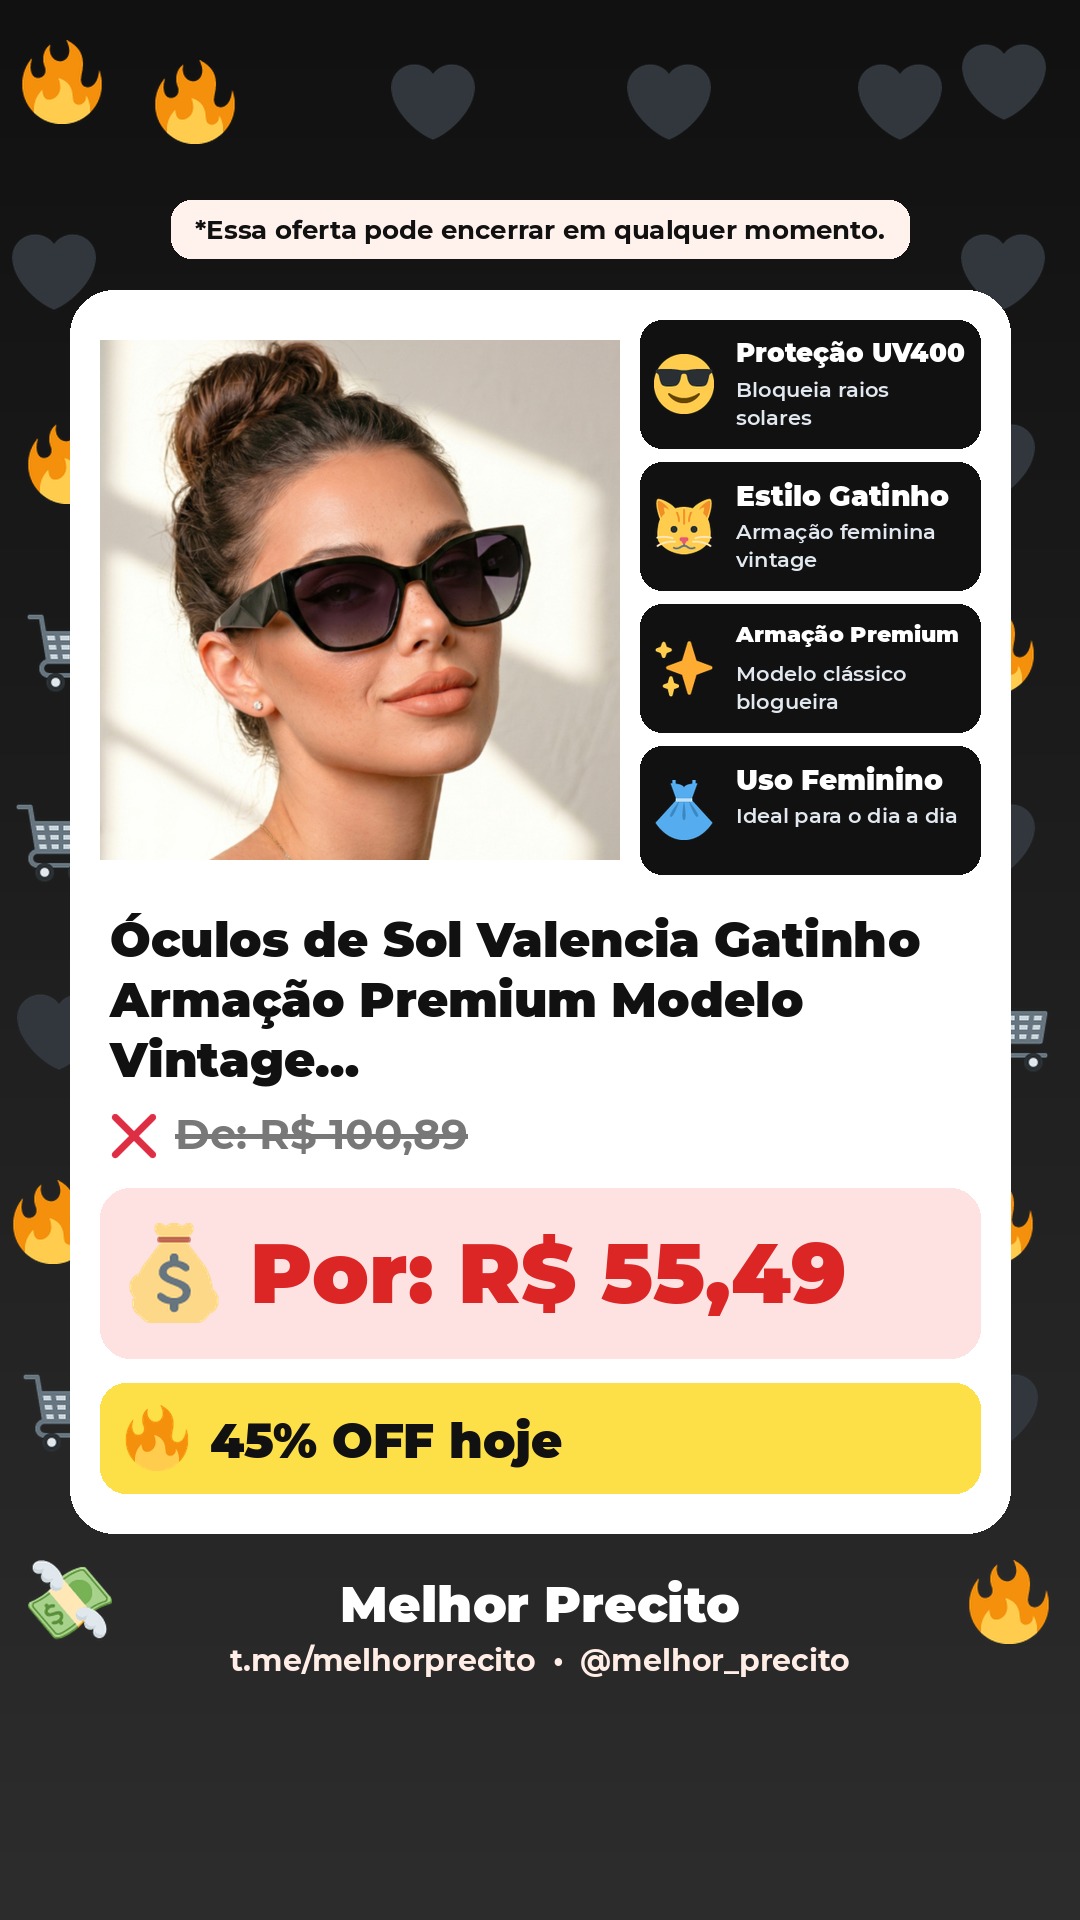 *Essa oferta pode encerrar em qualquer momento.
Proteção UV400
Bloqueia raios
solares
Estilo Gatinho
Armação feminina
vintage
Armação Premium
Modelo clássico
blogueira
Uso Feminino
Ideal para o dia a dia
Óculos de Sol Valencia Gatinho
Armação Premium Modelo
Vintage...
De: R$ 100,89
Por: R$ 55,49
45% OFF hoje
Melhor Precito
t.me/melhorprecito • @melhor_precito